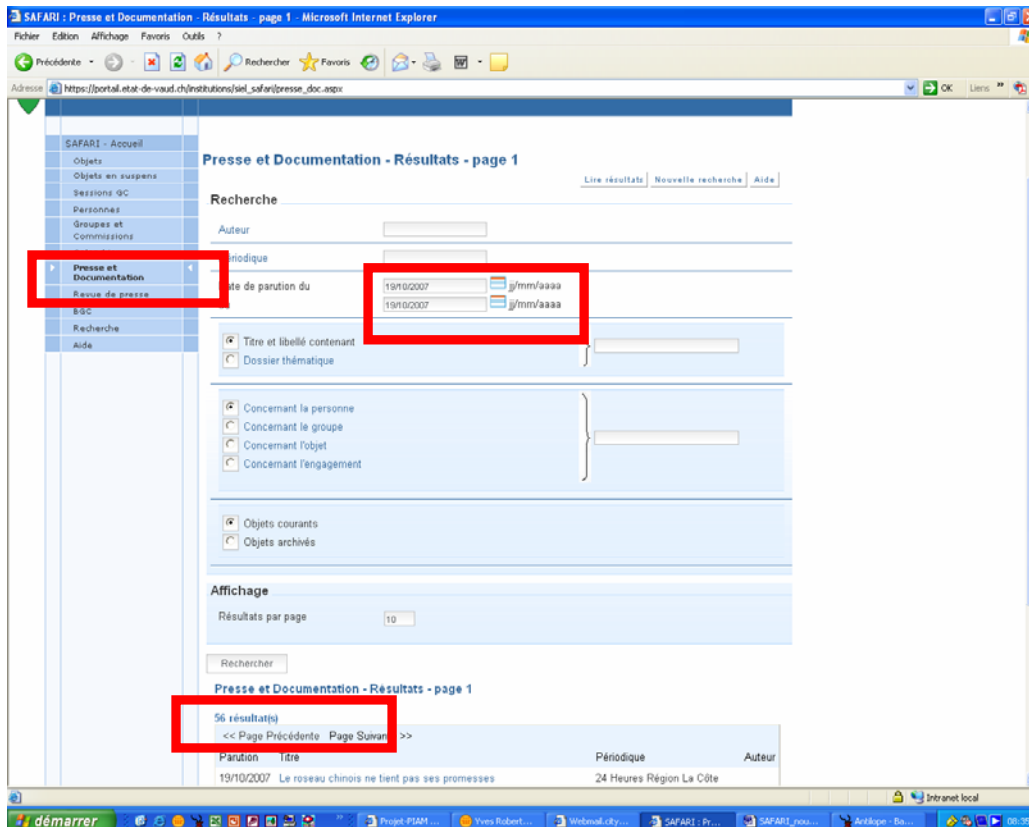 SAFARI : Presse et Documentation - Résultats - page 1 - Microsoft Internet Explorer
Fichier Edition Affichage Favoris Outils ?
Précédente Rechercher Favoris
Adresse https://portail.etat-de-vaud.ch/institutions/siel_safari/presse_doc.aspx OK Liens »
SAFARI - Accueil
Objets
Objets en suspens
Sessions GC
Personnes
Groupes et
Commissions
Presse et
Documentation
Revue de presse
BGC
Recherche
Aide
Presse et Documentation - Résultats - page 1
Lire résultats Nouvelle recherche Aide
Recherche
Auteur
Périodique
Date de parution du 19/10/2007 jj/mm/aaaa
19/10/2007 jj/mm/aaaa
Titre et libellé contenant
Dossier thématique
Concernant la personne
Concernant le groupe
Concernant l'objet
Concernant l'engagement
Objets courants
Objets archivés
Affichage
Résultats par page 10
Rechercher
Presse et Documentation - Résultats - page 1
56 résultat(s)
<< Page Précédente Page Suivante >>
Parution Titre Périodique Auteur
19/10/2007 Le roseau chinois ne tient pas ses promesses 24 Heures Région La Côte
Intranet local
démarrer Projet-PIAM ... Yves Robert... Webmail.city... SAFARI : Pr... SAFARI_nou... Antilope - Ba...